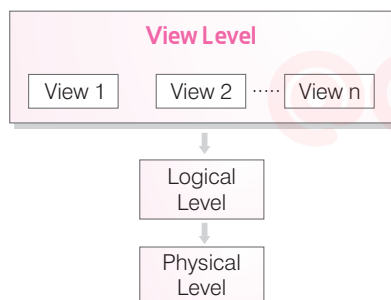 View Level
View 1 View 2 ..... View n
Logical
Level
Physical
Level